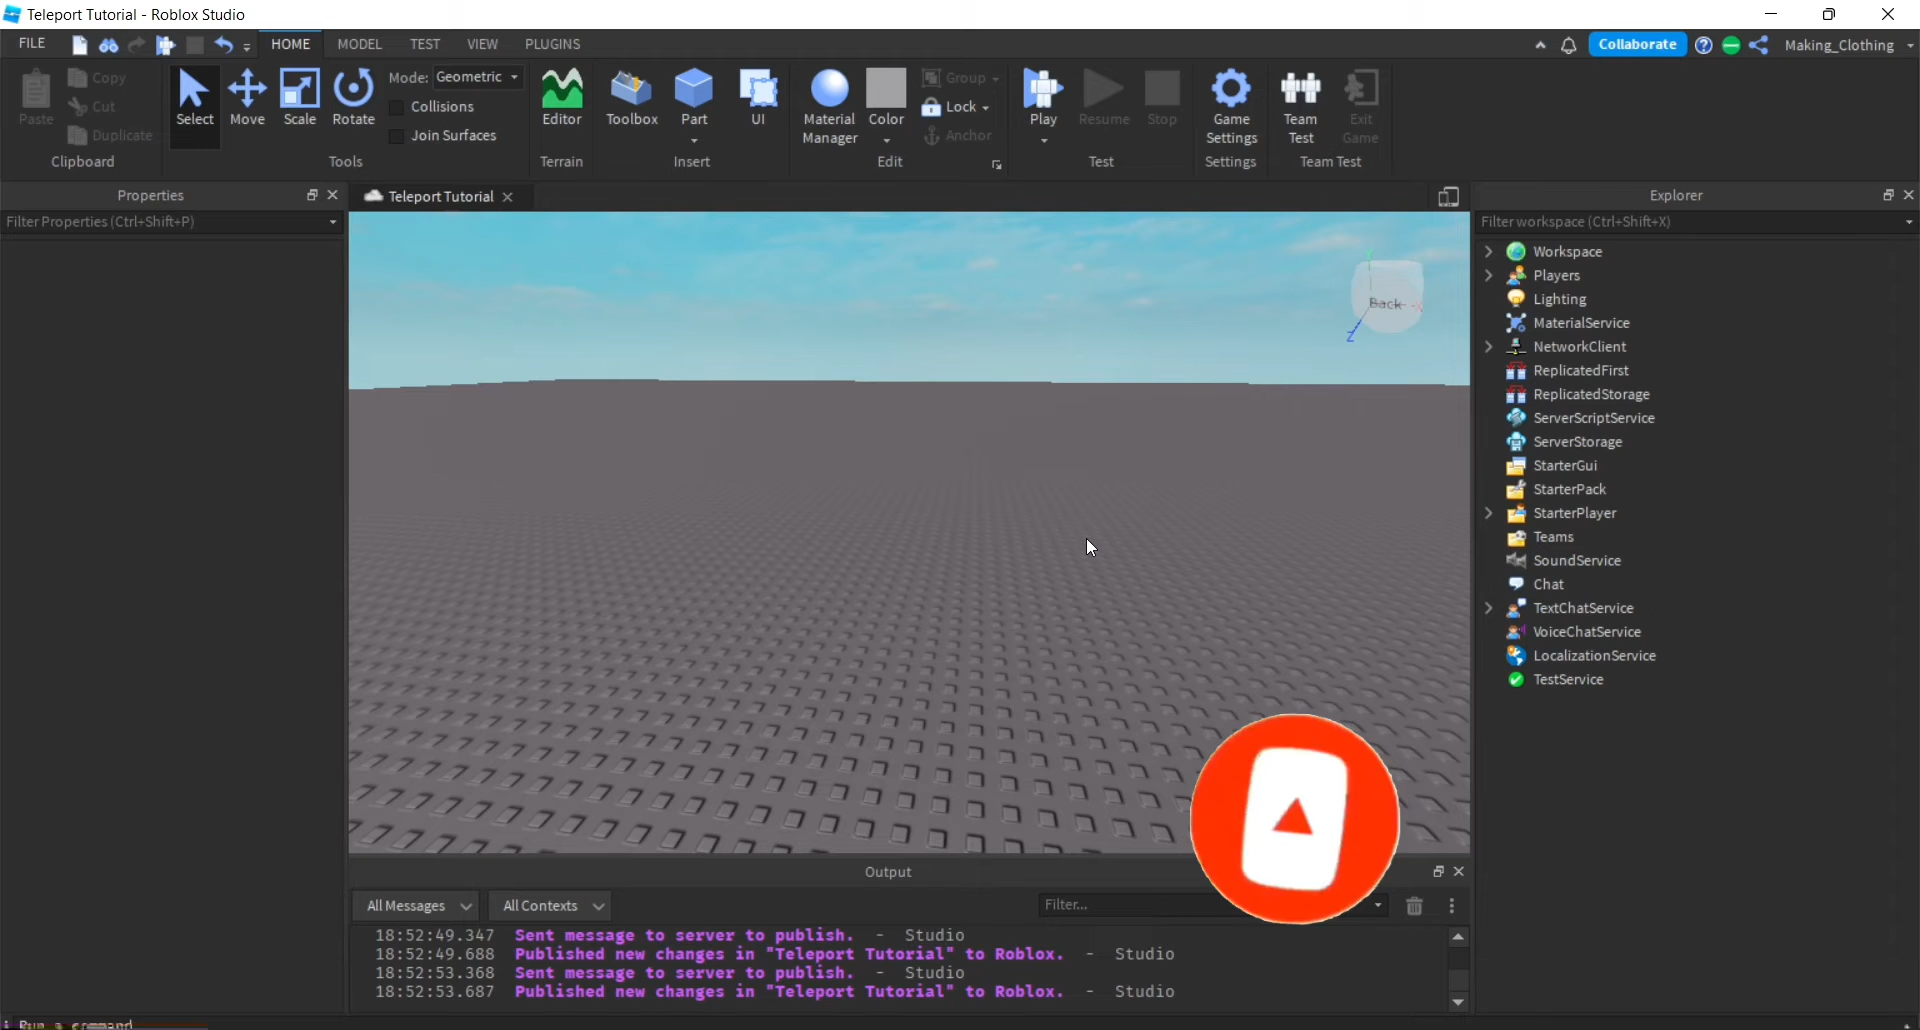 Teleport Tutorial - Roblox Studio
FILE HOME MODEL TEST VIEW PLUGINS Collaborate Making_Clothing
Paste Copy Cut Duplicate
Clipboard
Select Move Scale Rotate
Mode: Geometric
Collisions
Join Surfaces
Tools
Editor
Terrain
Toolbox Part UI
Insert
Material Manager Color
Group
Lock
Anchor
Edit
Play Resume Stop
Test
Game Settings
Settings
Team Test Exit Game
Team Test
Properties
Filter Properties (Ctrl+Shift+P)
Teleport Tutorial
Back
X
Z
Explorer
Filter workspace (Ctrl+Shift+X)
Workspace
Players
Lighting
MaterialService
NetworkClient
ReplicatedFirst
ReplicatedStorage
ServerScriptService
ServerStorage
StarterGui
StarterPack
StarterPlayer
Teams
SoundService
Chat
TextChatService
VoiceChatService
LocalizationService
TestService
Output
All Messages All Contexts Filter...
18:52:49.347 Sent message to server to publish. - Studio
18:52:49.688 Published new changes in "Teleport Tutorial" to Roblox. - Studio
18:52:53.368 Sent message to server to publish. - Studio
18:52:53.687 Published new changes in "Teleport Tutorial" to Roblox. - Studio
Run a command